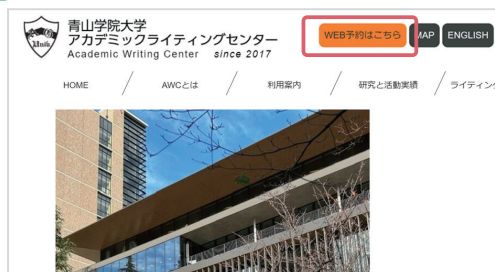 青山学院大学
アカデミックライティングセンター
Academic Writing Center since 2017
WEB予約はこちら
MAP
ENGLISH
HOME / AWCとは / 利用案内 / 研究と活動実績 / ライティング